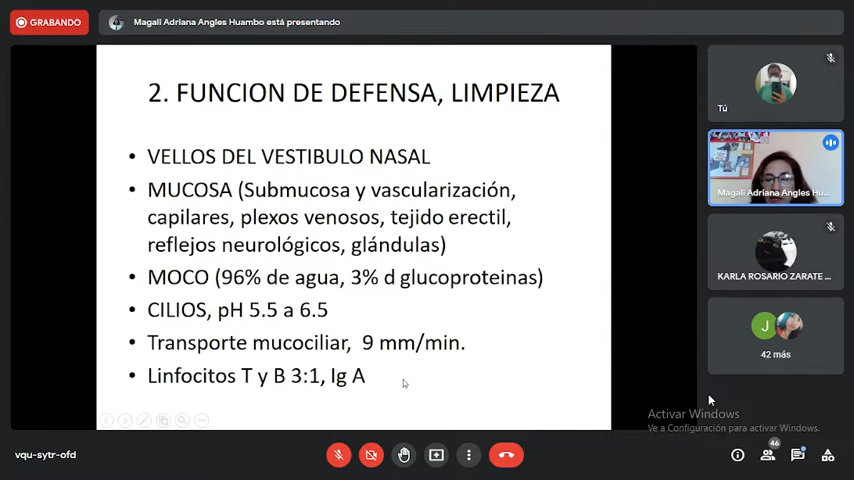 GRABANDO
Magali Adriana Angles Huambo está presentando
2. FUNCION DE DEFENSA, LIMPIEZA
• VELLOS DEL VESTIBULO NASAL
• MUCOSA (Submucosa y vascularización,
capilares, plexos venosos, tejido erectil,
reflejos neurológicos, glándulas)
• MOCO (96% de agua, 3% d glucoproteinas)
• CILIOS, pH 5.5 a 6.5
• Transporte mucociliar, 9 mm/min.
• Linfocitos T y B 3:1, Ig A
Tú
Magali Adriana Angles Hu...
KARLA ROSARIO ZARATE ...
J
42 más
Activar Windows
Ve a Configuración para activar Windows.
vqu-sytr-ofd
46